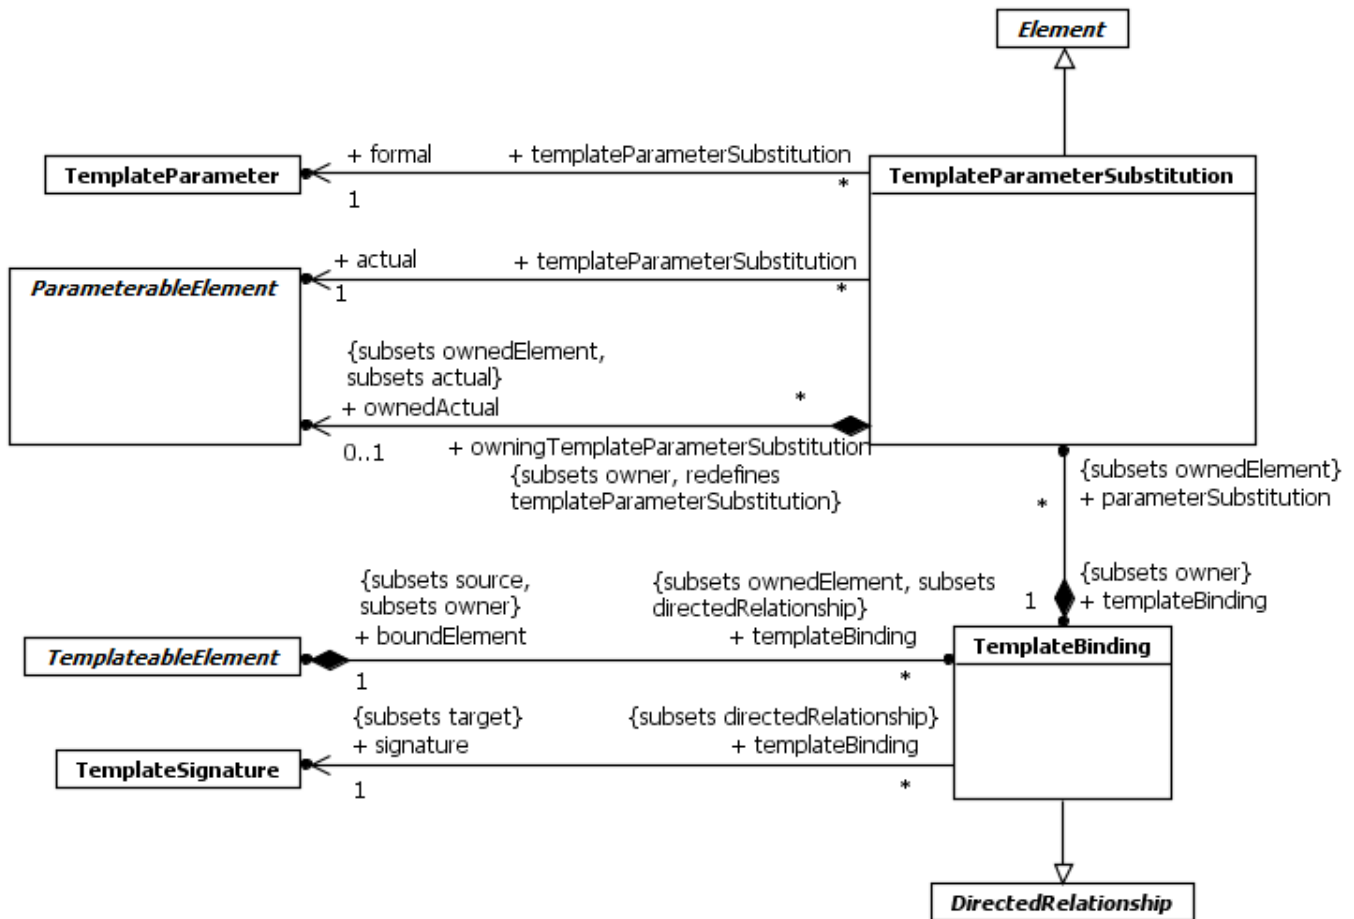 Element
+ formal
+ templateParameterSubstitution
TemplateParameter
TemplateParameterSubstitution
1
*
+ actual
+ templateParameterSubstitution
ParameterableElement
1
*
{subsets ownedElement,
subsets actual}
+ ownedActual
*
0..1
+ owningTemplateParameterSubstitution
{subsets owner, redefines
templateParameterSubstitution}
{subsets ownedElement}
+ parameterSubstitution
*
{subsets source,
subsets owner}
+ boundElement
{subsets ownedElement, subsets
directedRelationship}
+ templateBinding
{subsets owner}
+ templateBinding
1
TemplateableElement
TemplateBinding
1
*
{subsets target}
+ signature
{subsets directedRelationship}
+ templateBinding
TemplateSignature
1
*
DirectedRelationship